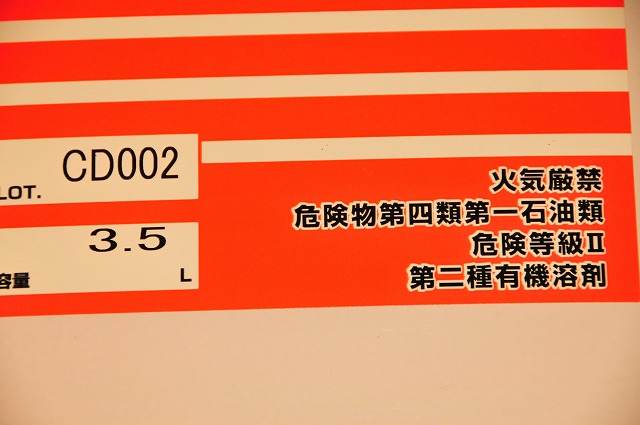 CD002
LOT.
3.5
容量 L
火気厳禁
危険物第四類第一石油類
危険等級Ⅱ
第二種有機溶剤